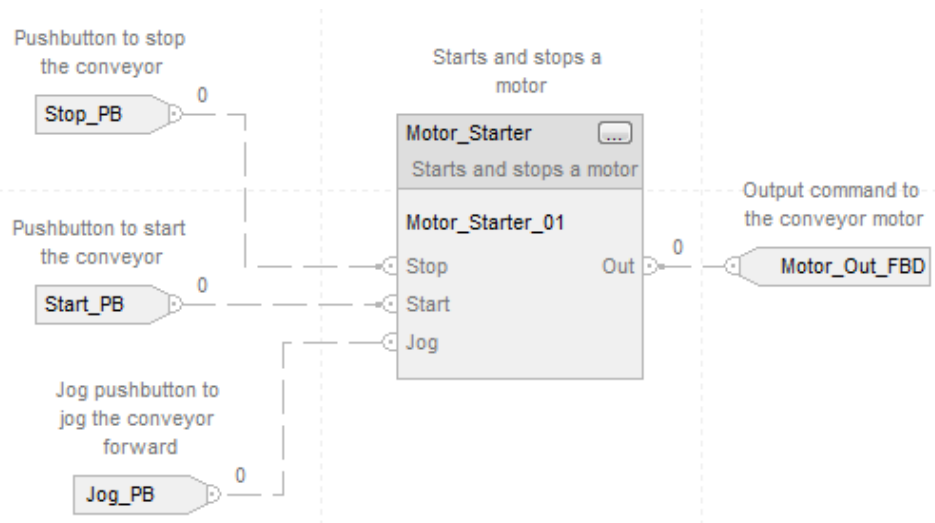 Pushbutton to stop
the conveyor
Stop_PB
0
Pushbutton to start
the conveyor
Start_PB
0
Jog pushbutton to
jog the conveyor
forward
Jog_PB
0
Starts and stops a
motor
Motor_Starter
...
Starts and stops a motor
Motor_Starter_01
Stop
Out
Start
Jog
0
Output command to
the conveyor motor
Motor_Out_FBD